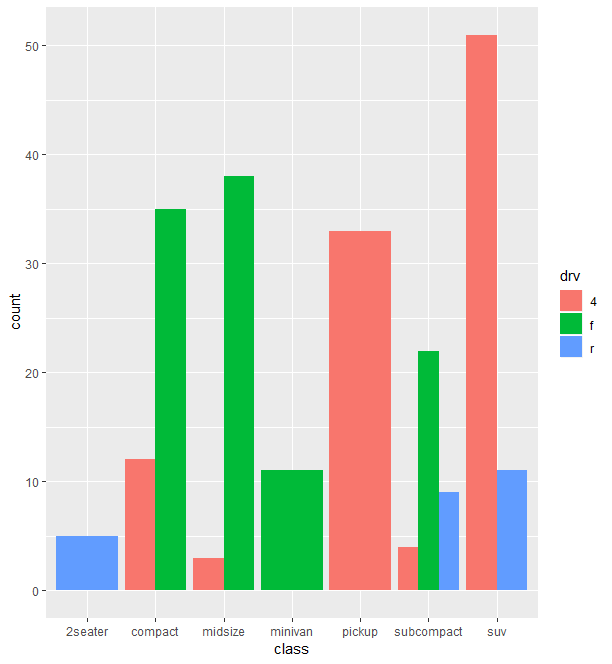 50
40
30
20
10
0
count
2seater compact midsize minivan pickup subcompact suv
class
drv
4
f
r